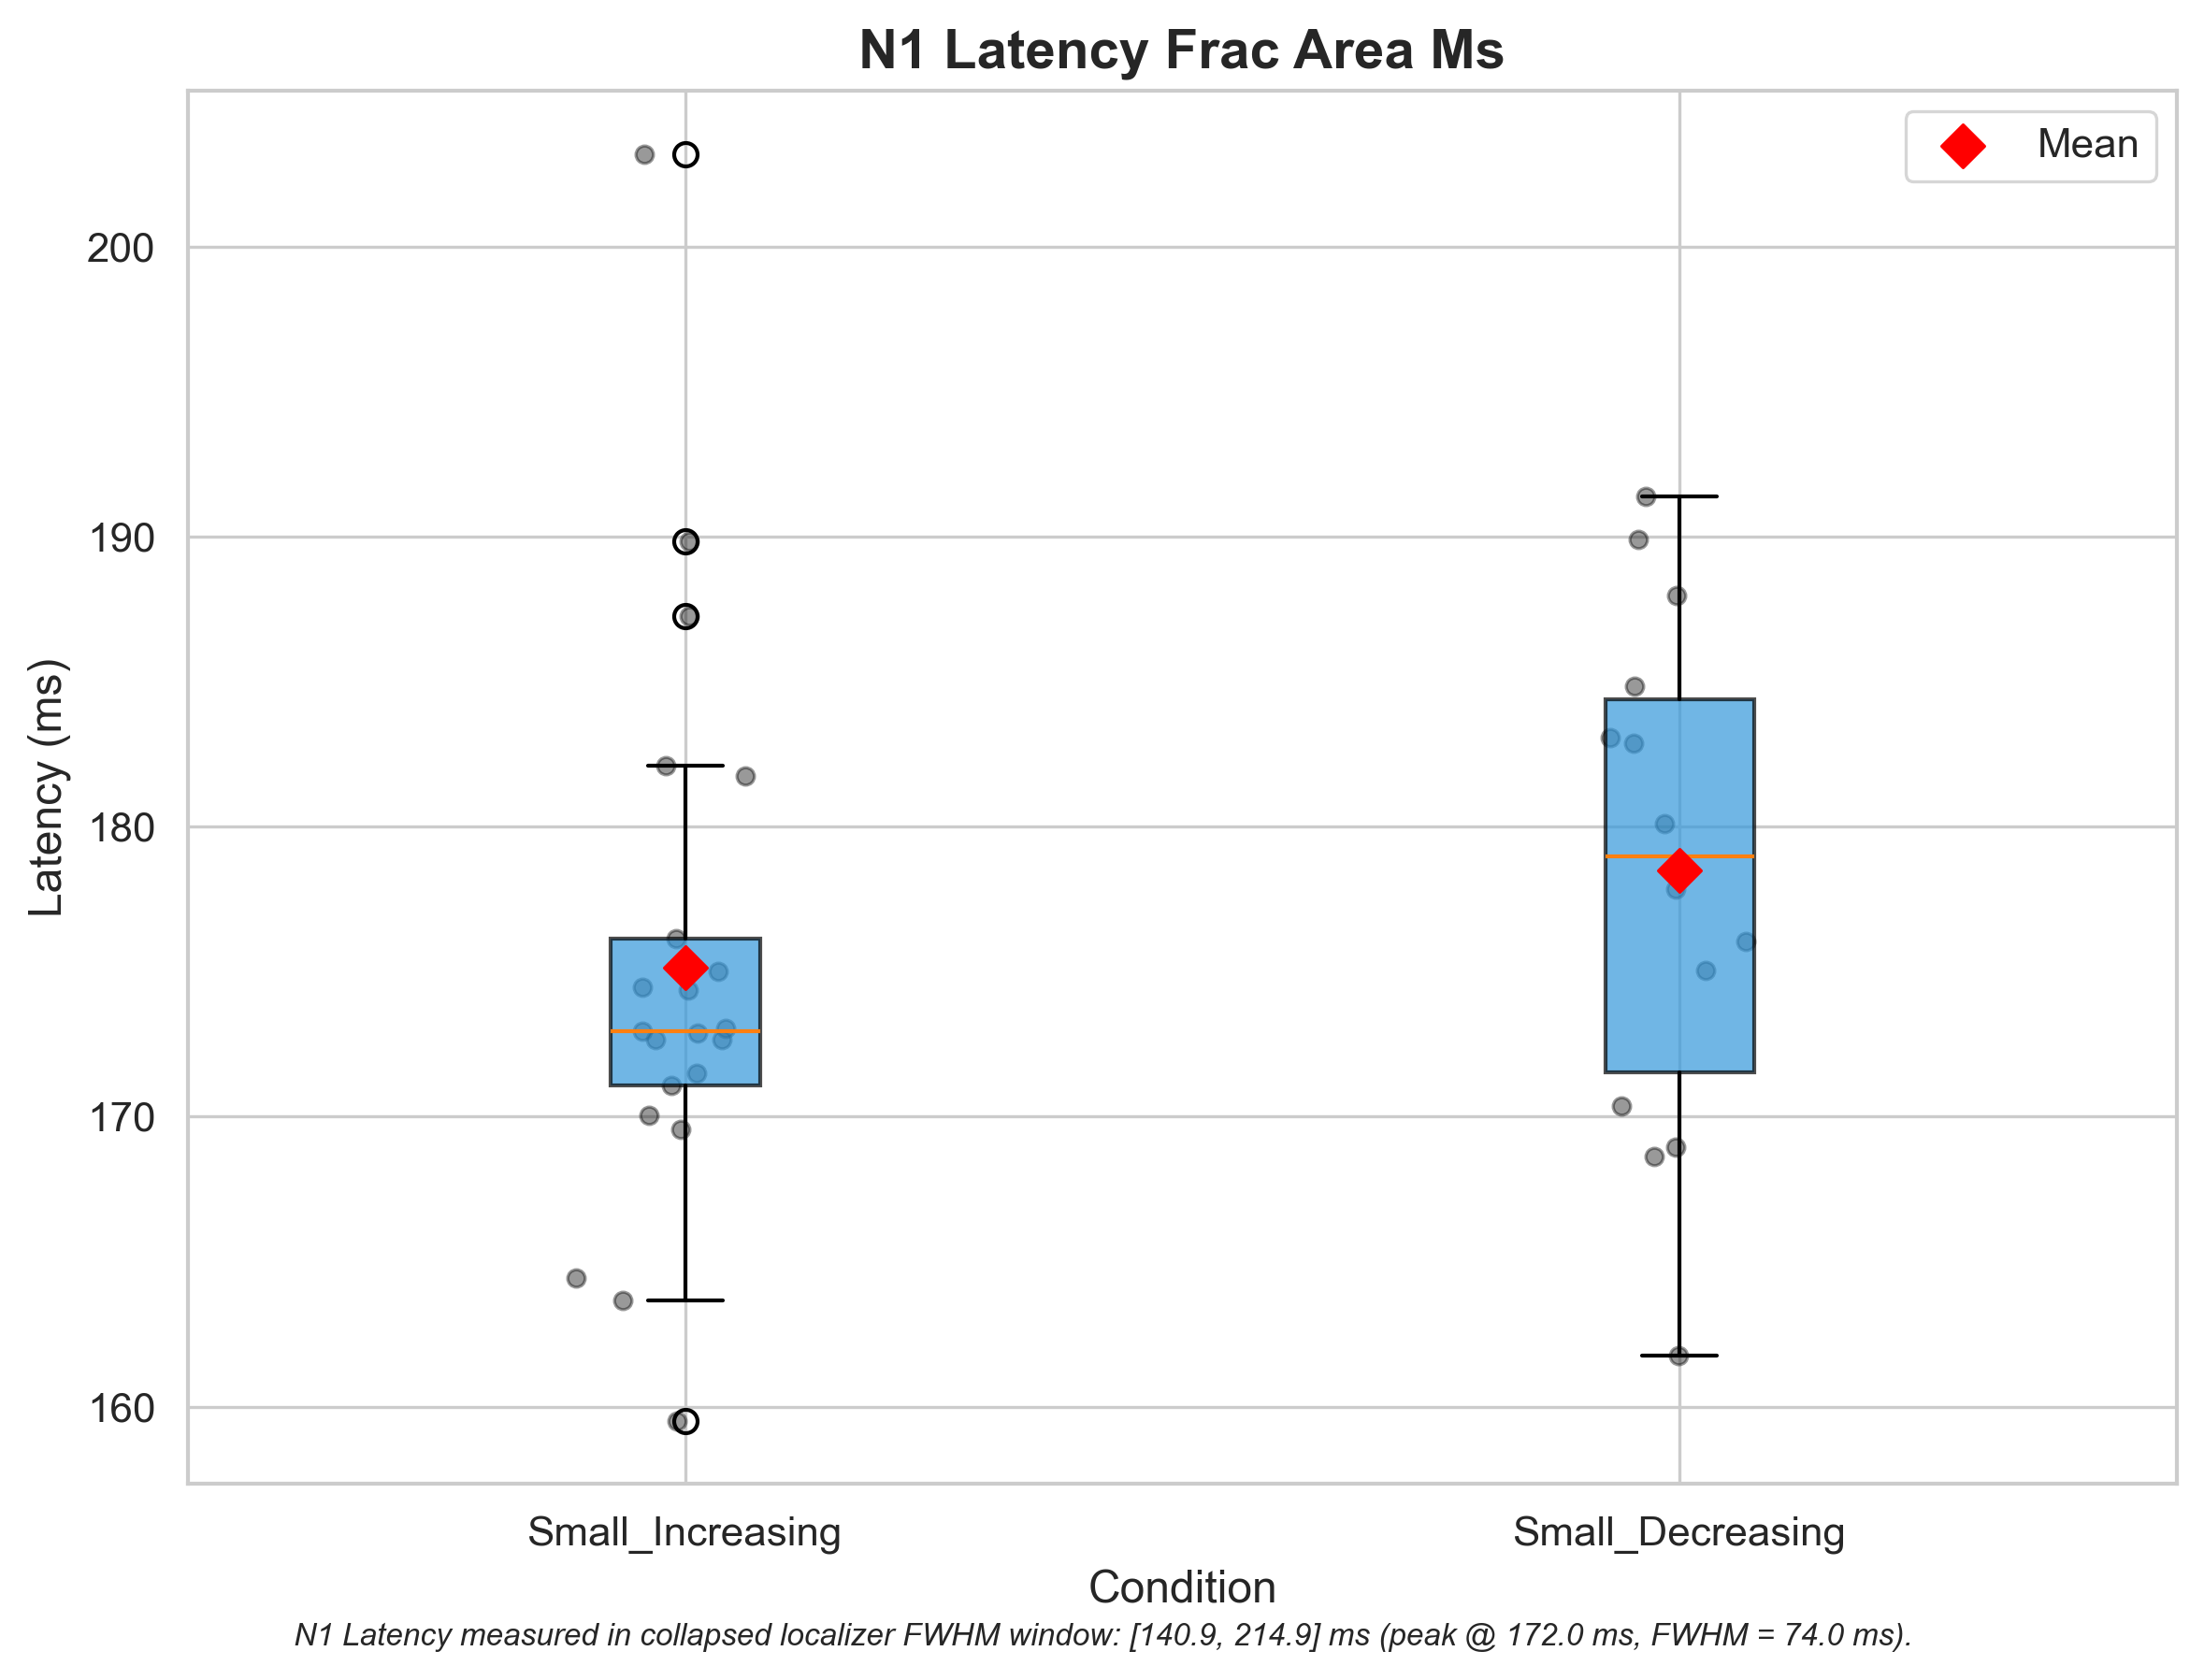 N1 Latency Frac Area Ms
Mean
200
190
180
170
160
Latency (ms)
Small_Increasing
Small_Decreasing
Condition
N1 Latency measured in collapsed localizer FWHM window: [140.9, 214.9] ms (peak @ 172.0 ms, FWHM = 74.0 ms).